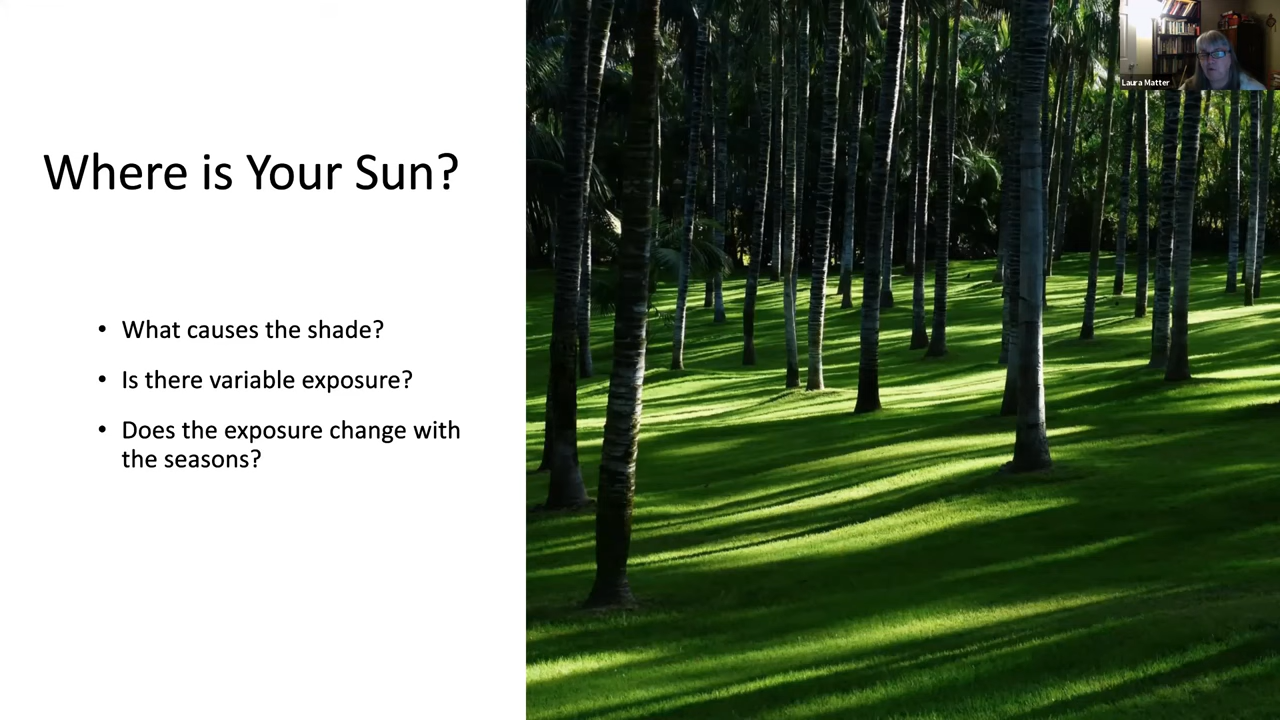 Where is Your Sun?
• What causes the shade?
• Is there variable exposure?
• Does the exposure change with
the seasons?
Laura Matter